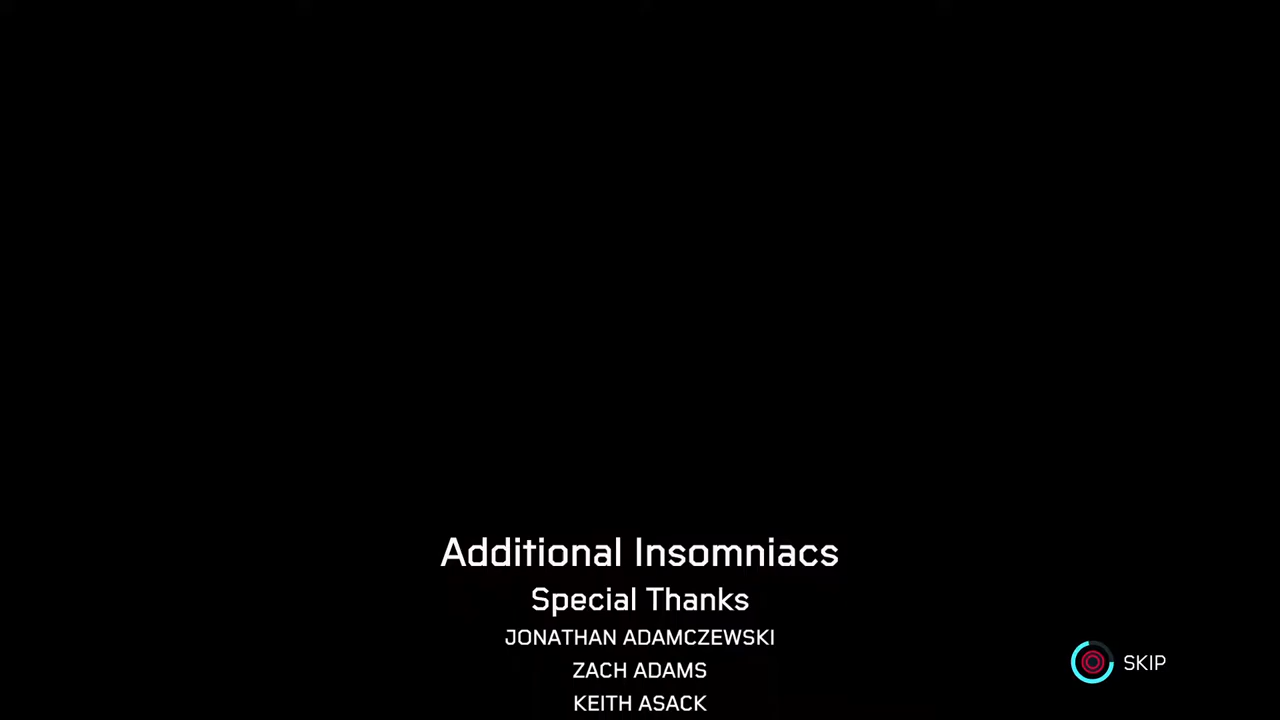 Additional Insomniacs
Special Thanks
JONATHAN ADAMCZEWSKI
ZACH ADAMS
SKIP
KEITH ASACK